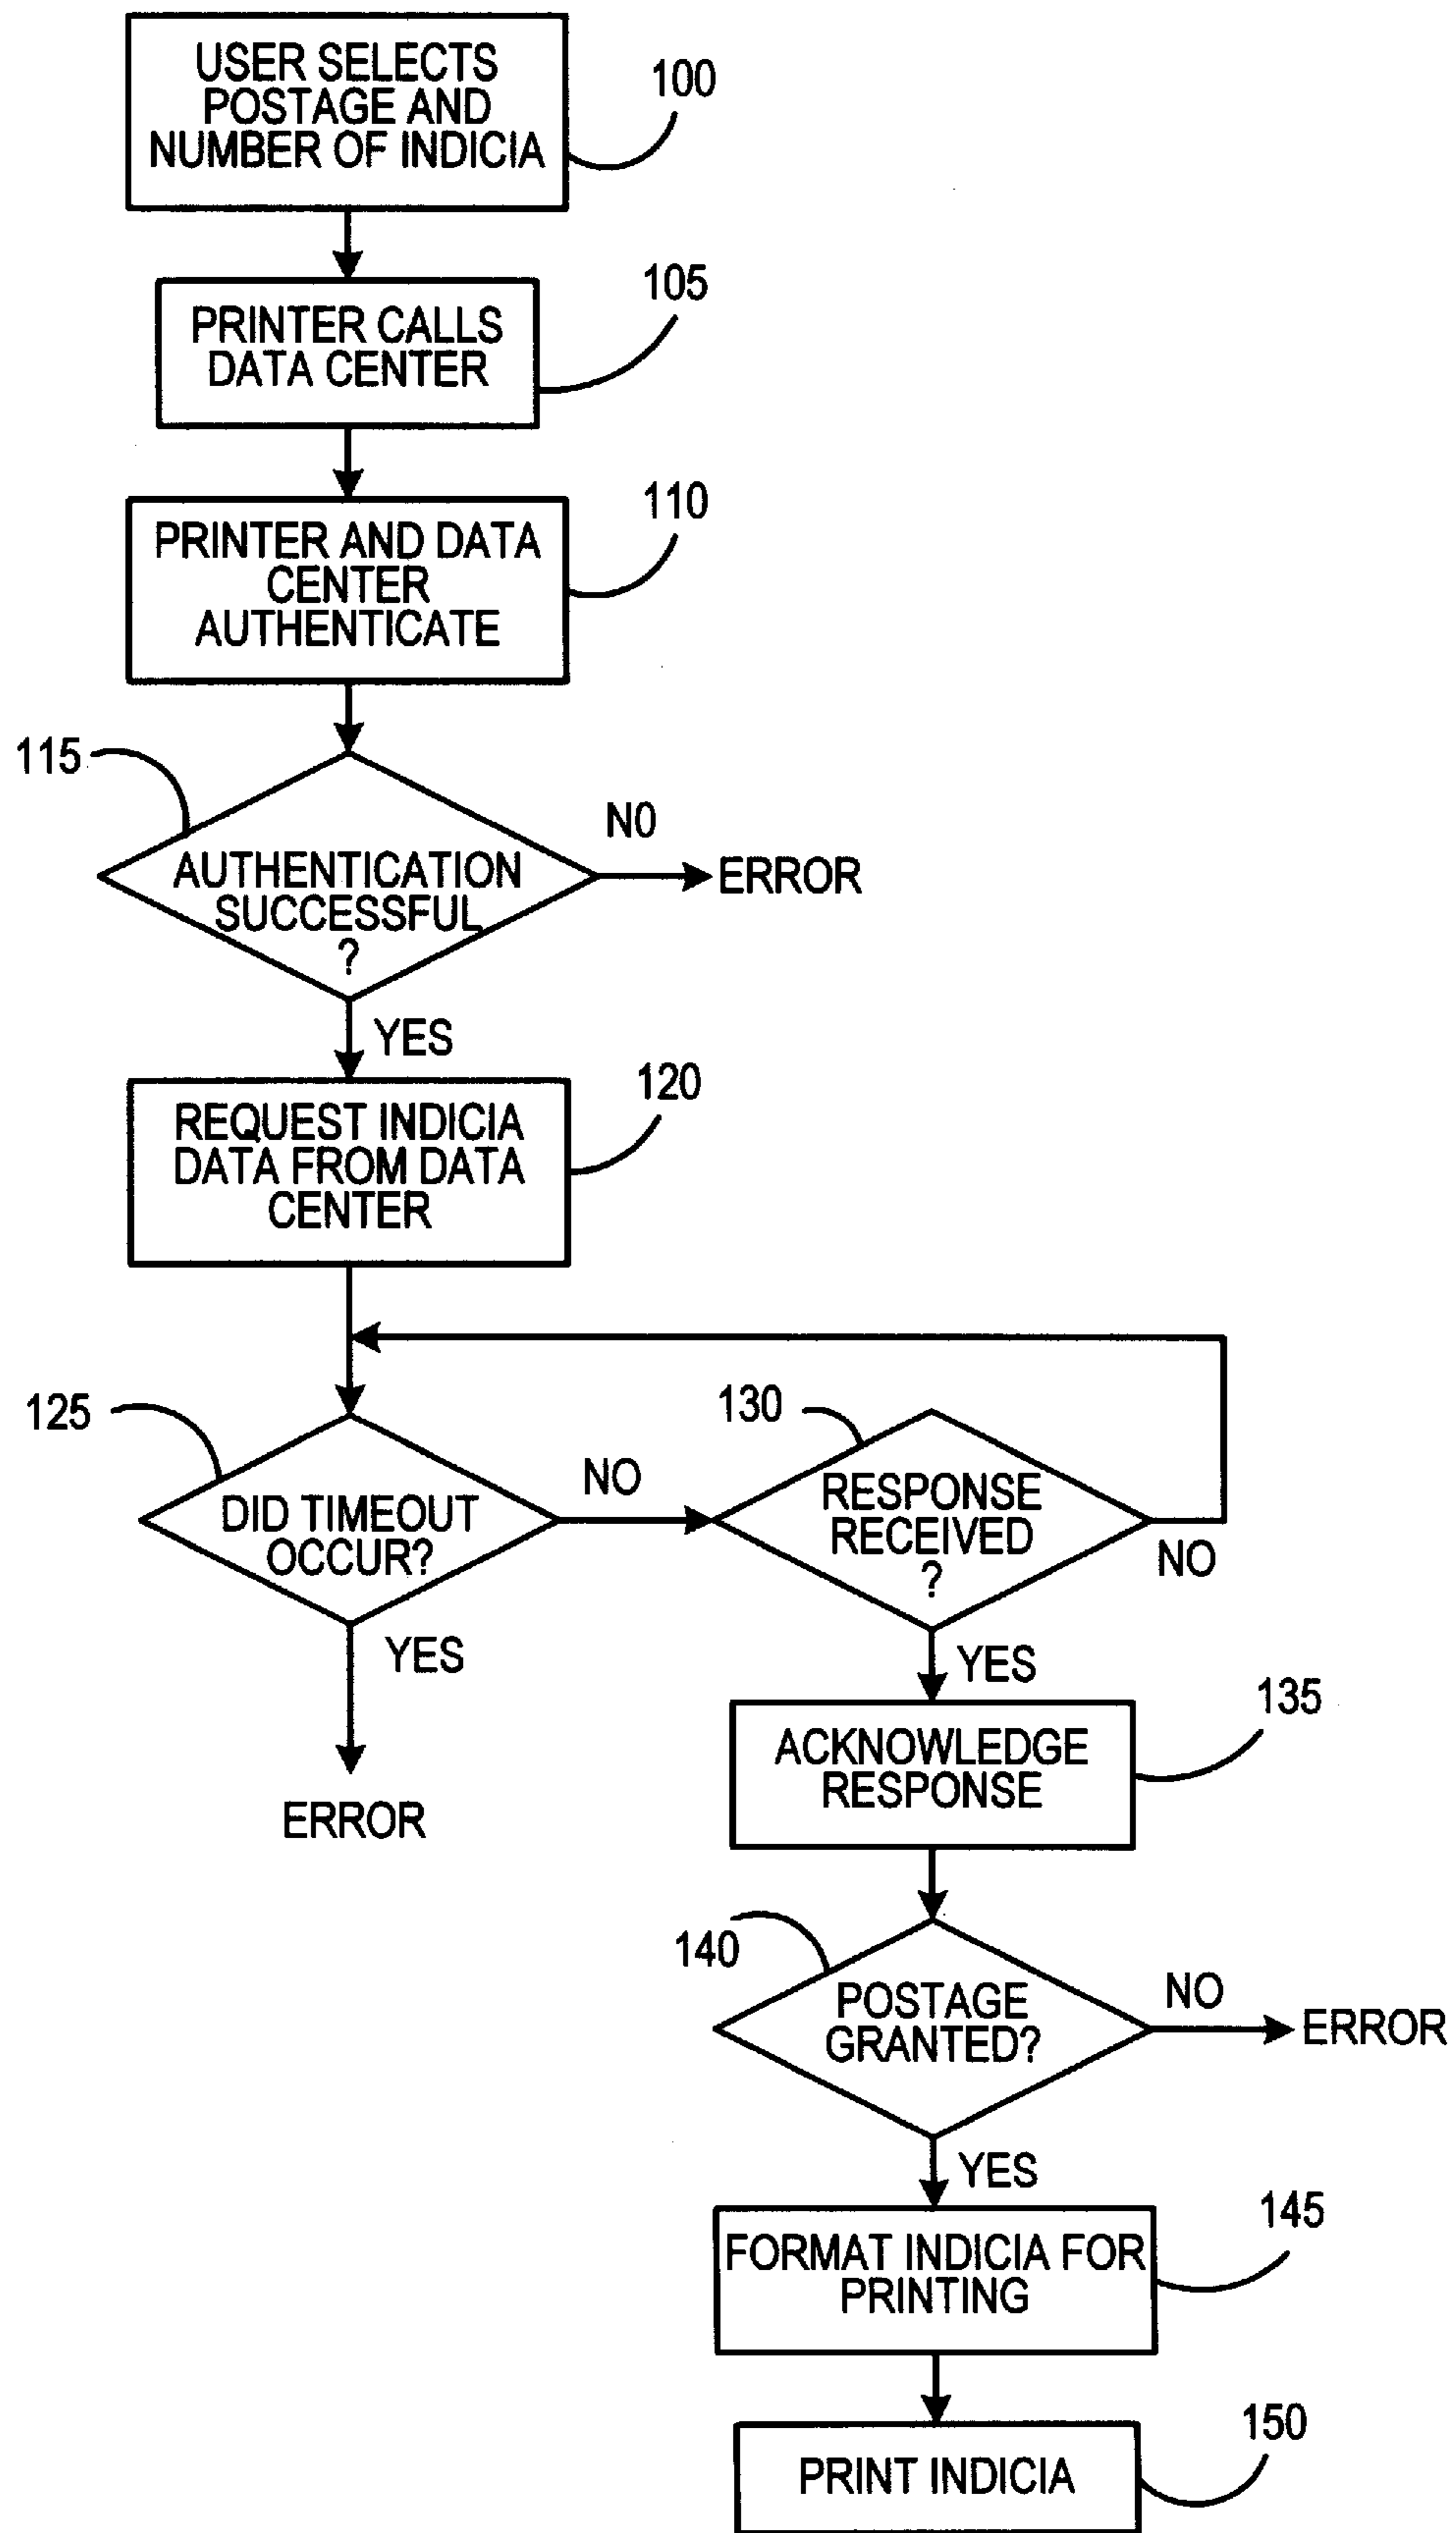 USER SELECTS
POSTAGE AND
NUMBER OF INDICIA
100
PRINTER CALLS
DATA CENTER
105
PRINTER AND DATA
CENTER
AUTHENTICATE
110
115
AUTHENTICATION
SUCCESSFUL
?
NO
ERROR
YES
REQUEST INDICIA
DATA FROM DATA
CENTER
120
125
DID TIMEOUT
OCCUR?
NO
130
RESPONSE
RECEIVED
?
NO
YES
ERROR
YES
ACKNOWLEDGE
RESPONSE
135
140
POSTAGE
GRANTED?
NO
ERROR
YES
FORMAT INDICIA FOR
PRINTING
145
PRINT INDICIA
150